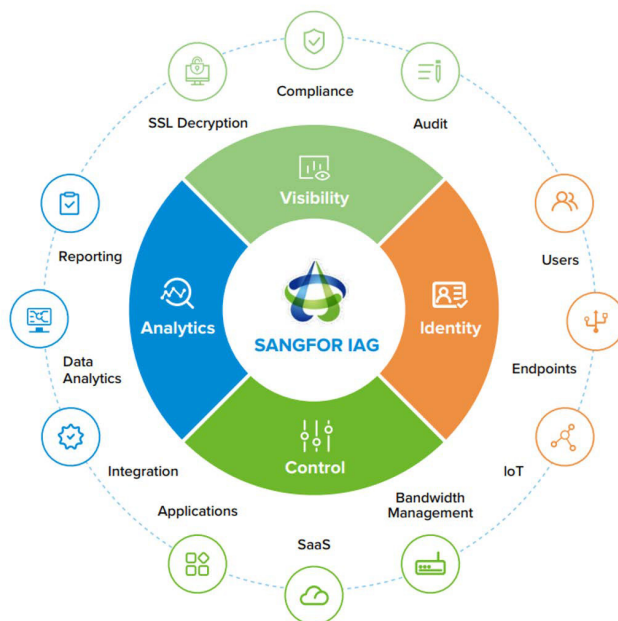 Compliance
SSL Decryption
Audit
Visibility
Reporting
Users
Analytics
SANGFOR IAG
Identity
Data
Analytics
Endpoints
Integration
Control
IoT
Applications
Bandwidth
Management
SaaS